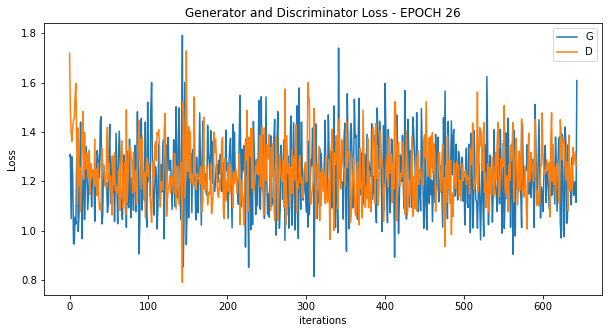 Generator and Discriminator Loss - EPOCH 26
G
D
Loss
1.8
1.6
1.4
1.2
1.0
0.8
0 100 200 300 400 500 600
iterations